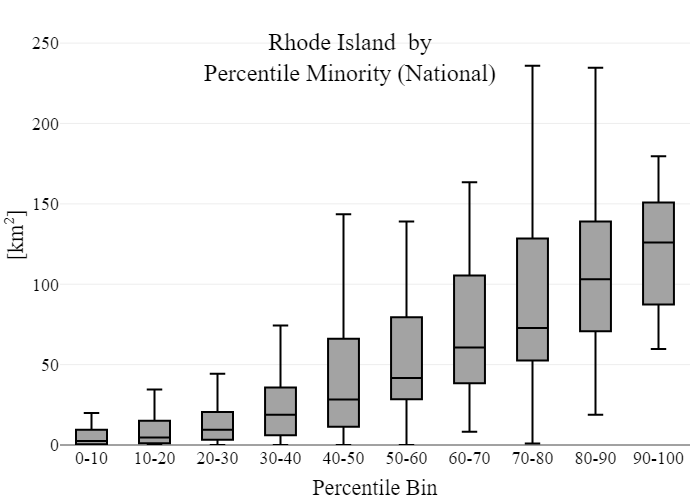 Rhode Island  by
Percentile Minority (National)
[km²]
250
200
150
100
50
0
0-10 10-20 20-30 30-40 40-50 50-60 60-70 70-80 80-90 90-100
Percentile Bin